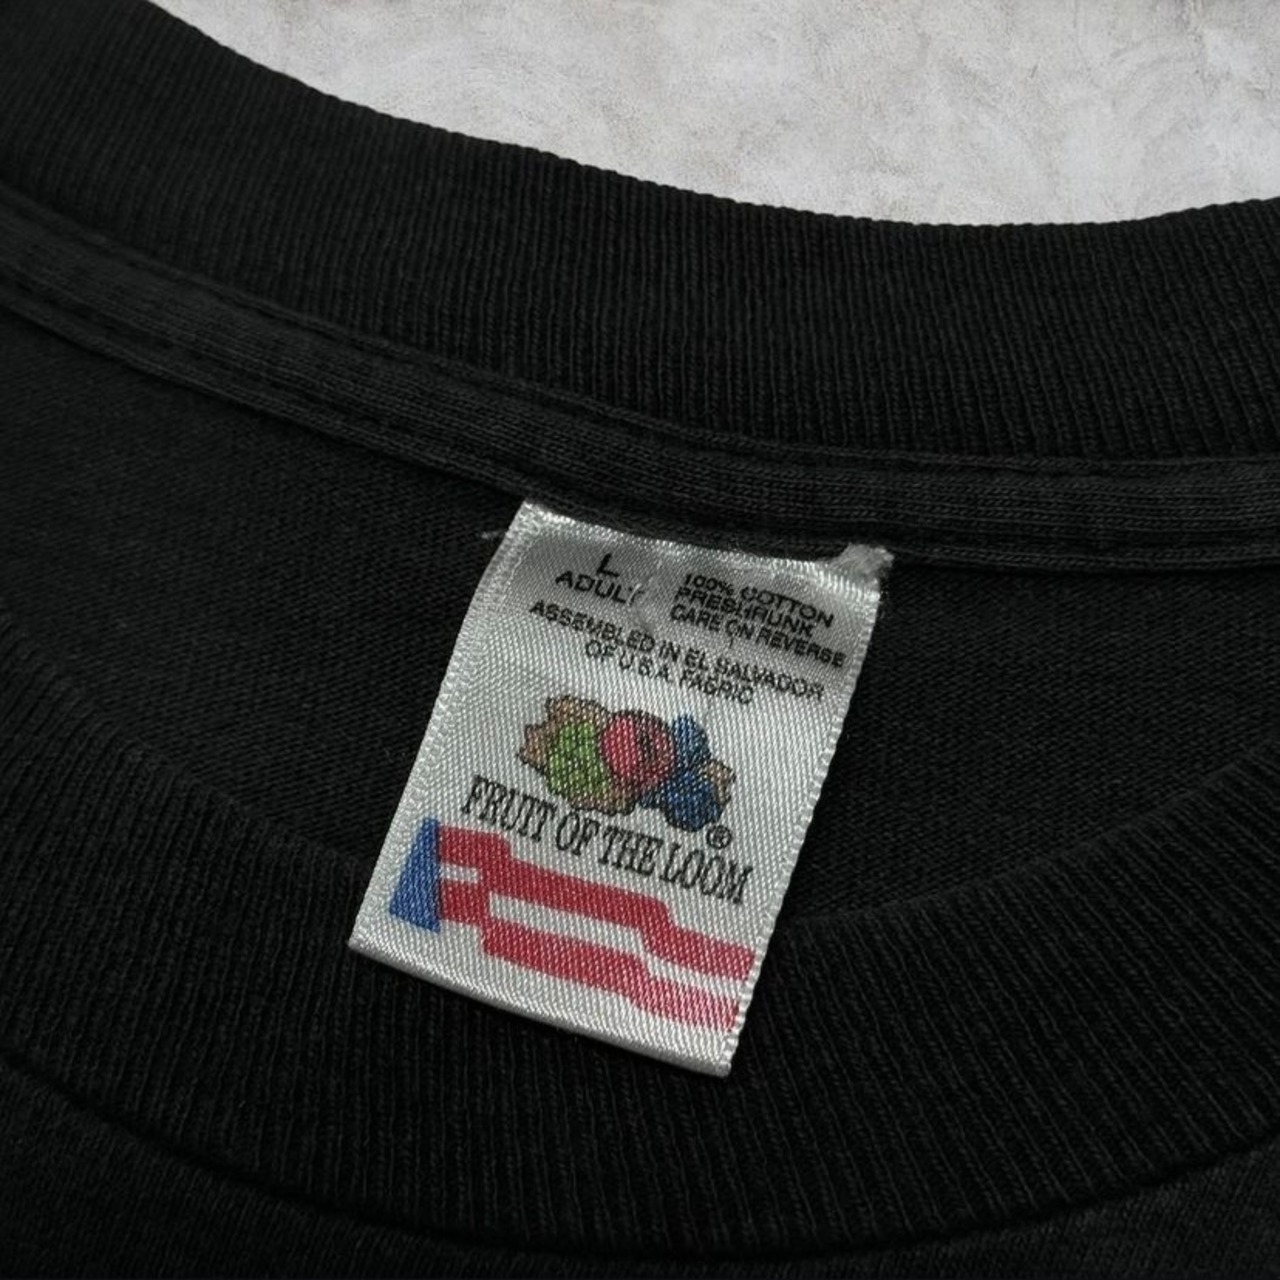 L
ADULT
100% COTTON
PRESHRUNK
CARE ON REVERSE
ASSEMBLED IN EL SALVADOR
OF U.S.A. FABRIC
FRUIT OF THE LOOM®